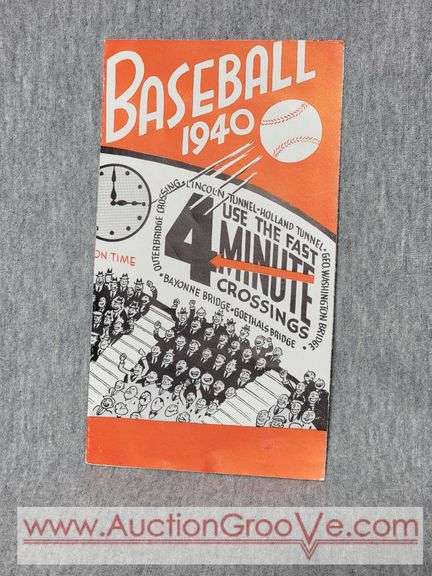 BASEBALL
1940
OUTERBRIDGE CROSSING·LINCOLN TUNNEL·HOLLAND TUNNEL·GEO. WASHINGTON BRIDGE·
USE THE FAST
4 MINUTE
CROSSINGS
·BAYONNE BRIDGE·GOETHALS BRIDGE·
ON TIME
www.AuctionGrooVe.com